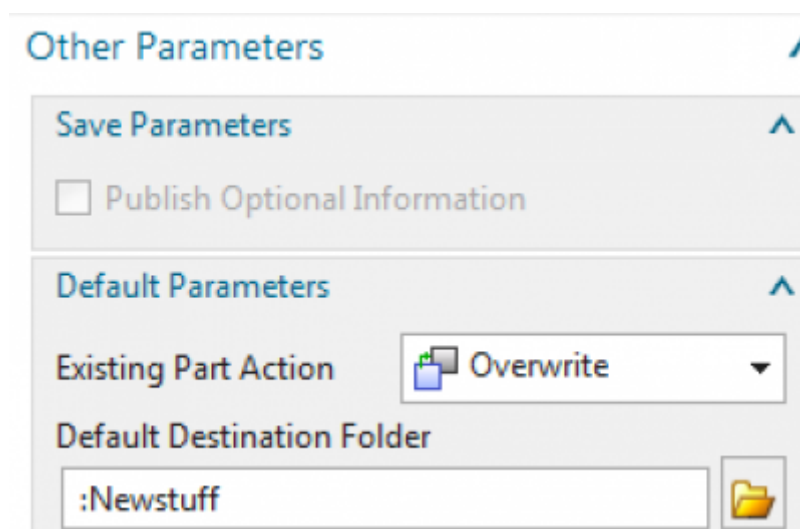 Other Parameters
Save Parameters
Publish Optional Information
Default Parameters
Existing Part Action Overwrite
Default Destination Folder
:Newstuff